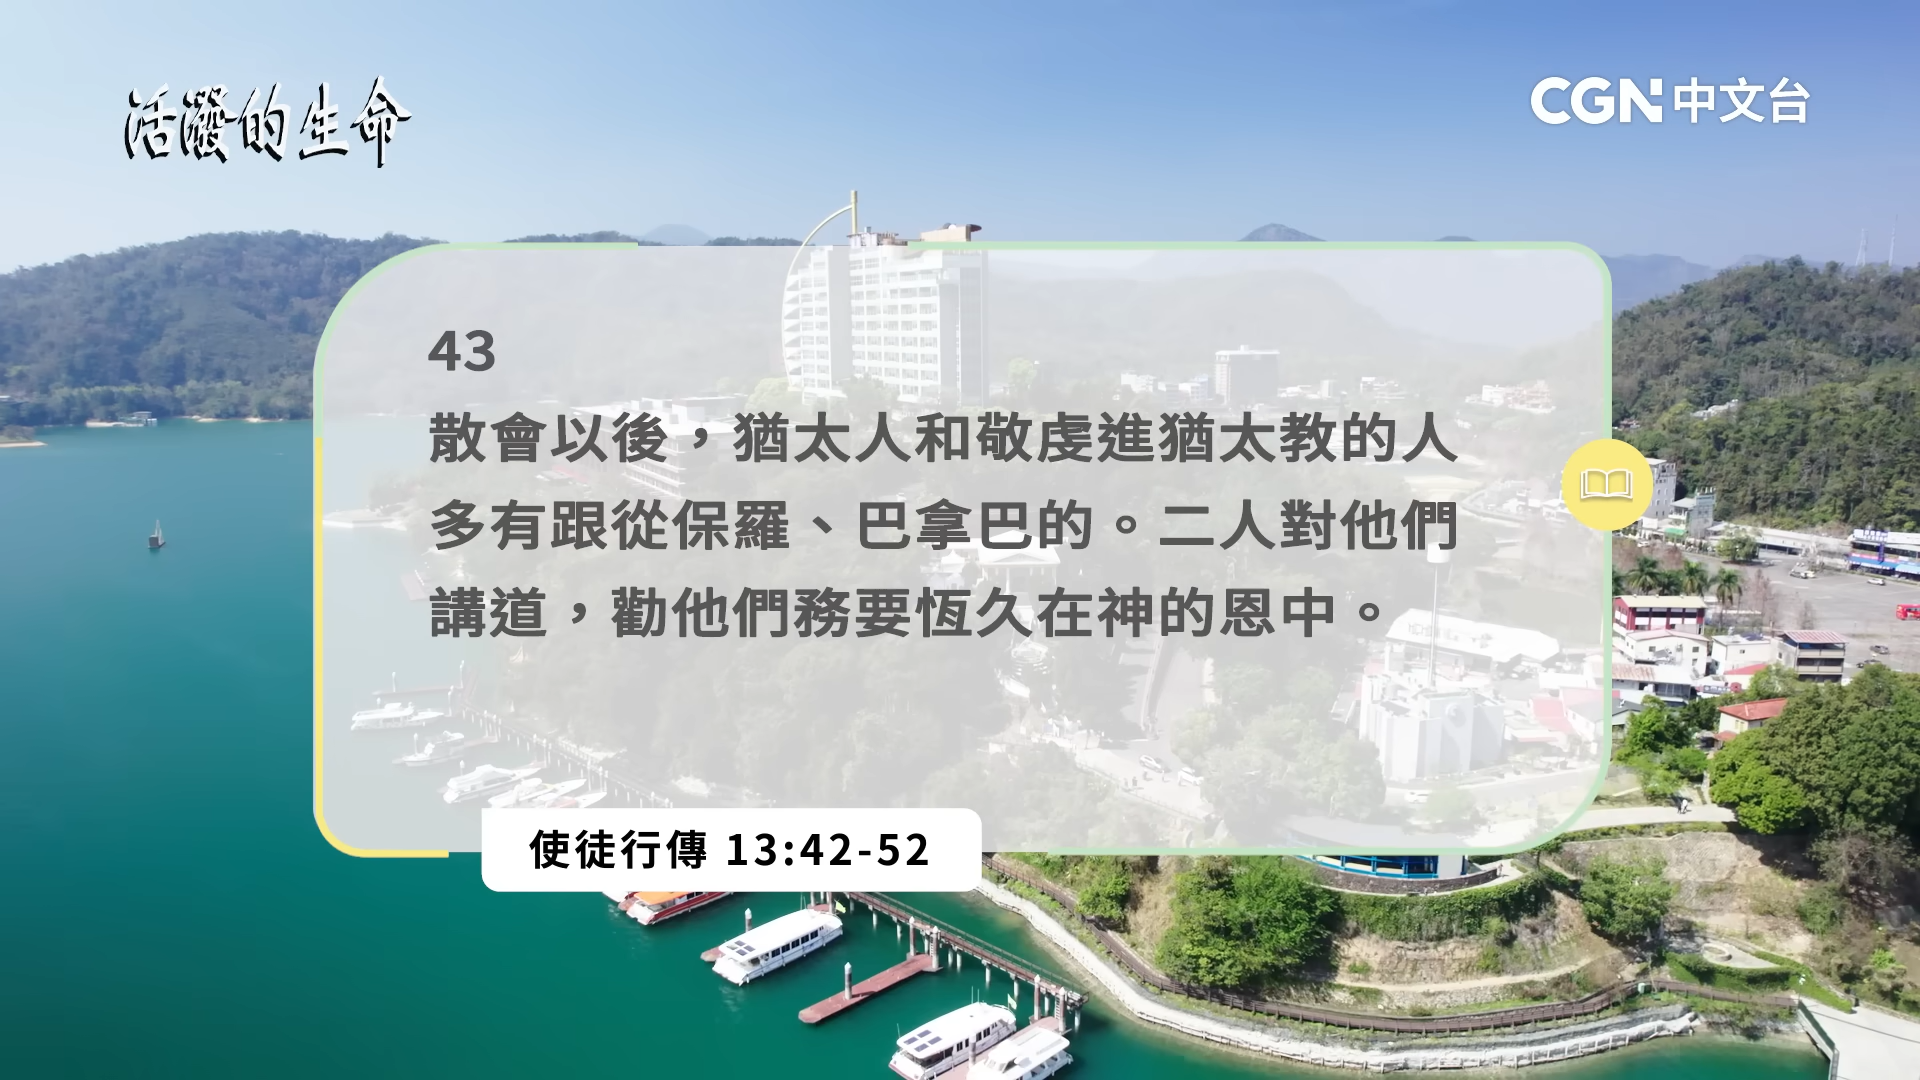 活潑的生命
CGN中文台
43
散會以後，猶太人和敬虔進猶太教的人
多有跟從保羅、巴拿巴的。二人對他們
講道，勸他們務要恆久在神的恩中。
使徒行傳 13:42-52